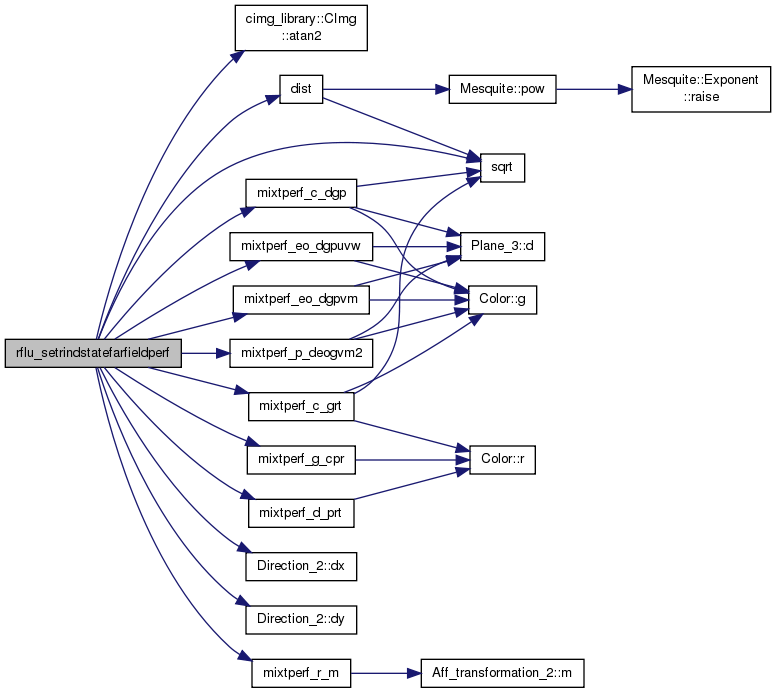 cimg_library::CImg
::atan2
dist
Mesquite::pow
Mesquite::Exponent
::raise
sqrt
mixtperf_c_dgp
mixtperf_eo_dgpuvw
Plane_3::d
mixtperf_eo_dgpvm
Color::g
rflu_setrindstatefarfieldperf
mixtperf_p_deogvm2
mixtperf_c_grt
mixtperf_g_cpr
Color::r
mixtperf_d_prt
Direction_2::dx
Direction_2::dy
mixtperf_r_m
Aff_transformation_2::m